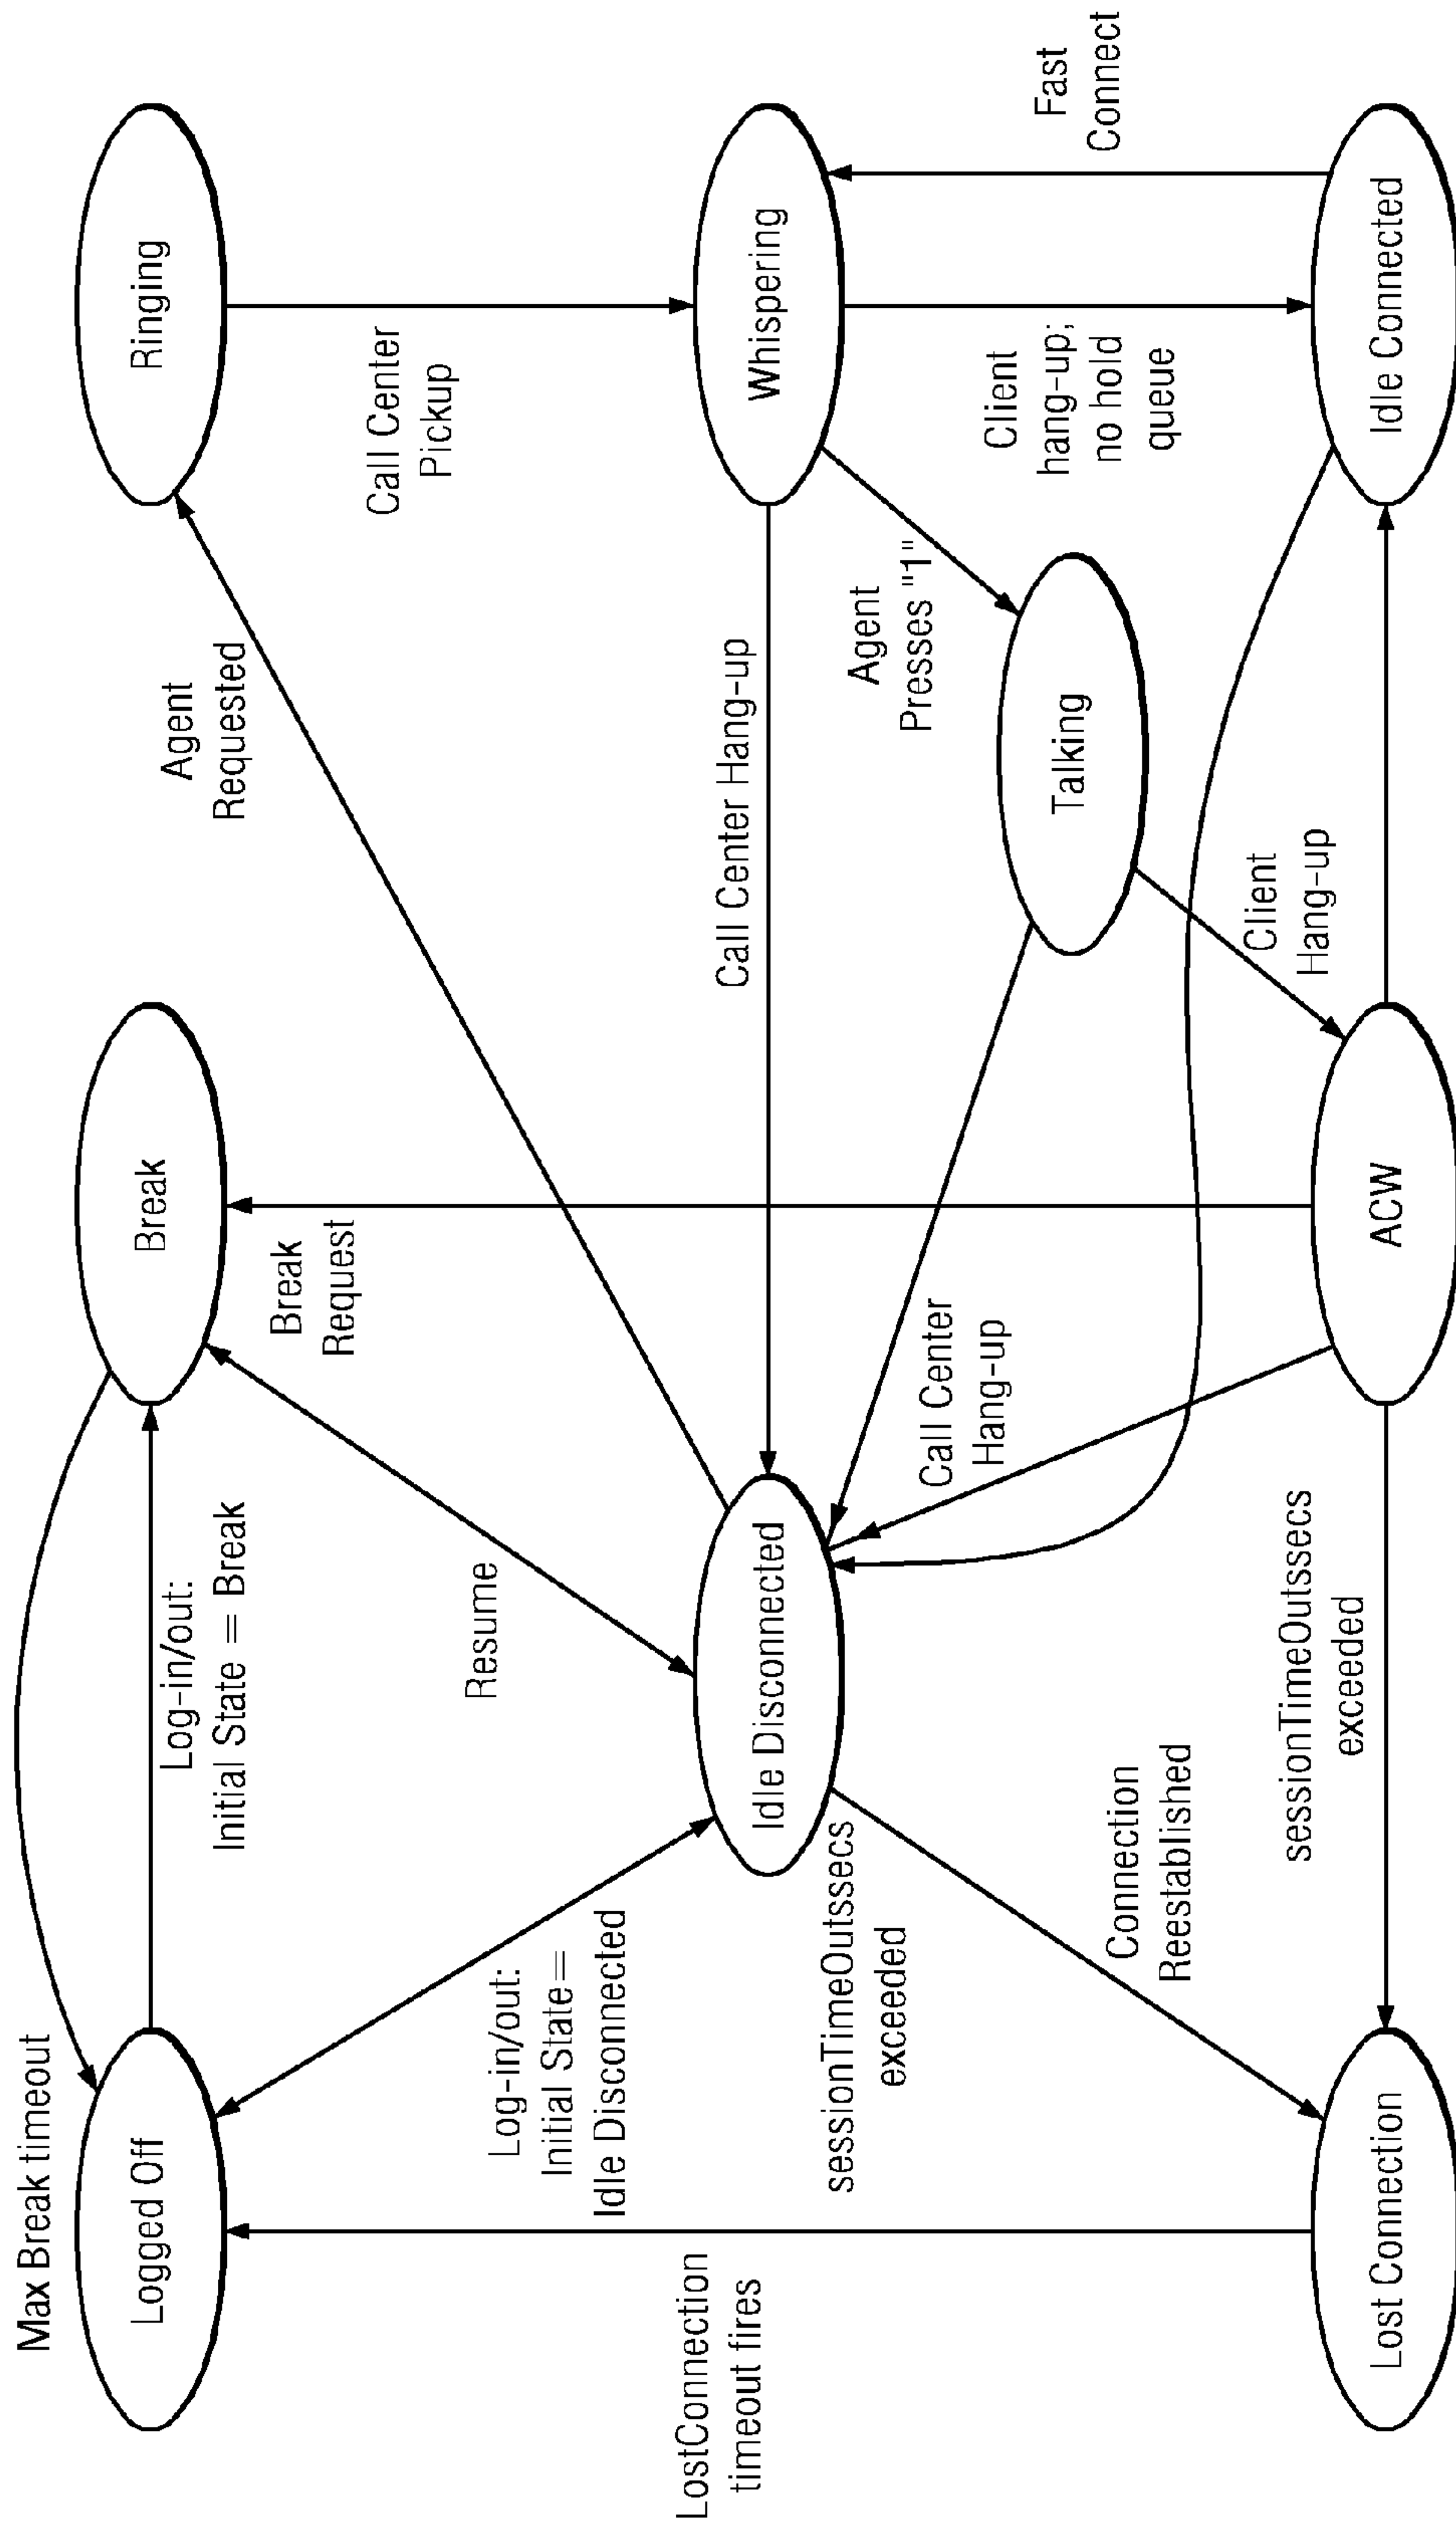 Max Break timeout
Logged Off
Break
Ringing
Log-in/out:
Initial State = Break
Agent
Requested
Break
Request
Call Center
Pickup
Resume
Log-in/out:
Initial State=
Idle Disconnected
LostConnection
timeout fires
Idle Disconnected
Call Center Hang-up
Whispering
sessionTimeOutssecs
exceeded
Agent
Presses "1"
Call Center
Hang-up
Talking
Client
hang-up;
no hold
queue
Fast
Connect
Connection
Reestablished
Client
Hang-up
sessionTimeOutssecs
exceeded
Lost Connection
ACW
Idle Connected